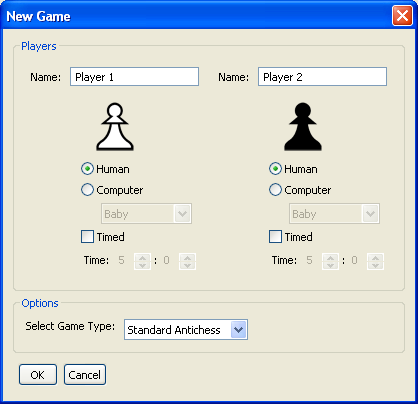 New Game
Players
Name: Player 1 Name: Player 2
Human Human
Computer Computer
Baby Baby
Timed Timed
Time: 5 : 0 Time: 5 : 0
Options
Select Game Type: Standard Antichess
OK Cancel